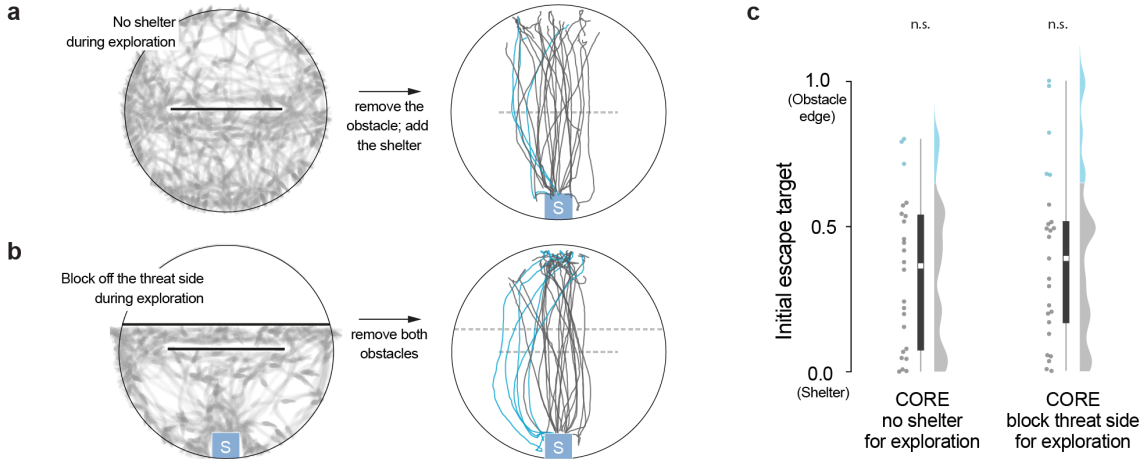 a
No shelter
during exploration
remove the
obstacle; add
the shelter
S
b
Block off the threat side
during exploration
S
remove both
obstacles
S
c
n.s.
n.s.
1.0
(Obstacle
edge)
Initial escape target
0.5
0.0
(Shelter)
CORE
no shelter
for exploration
CORE
block threat side
for exploration